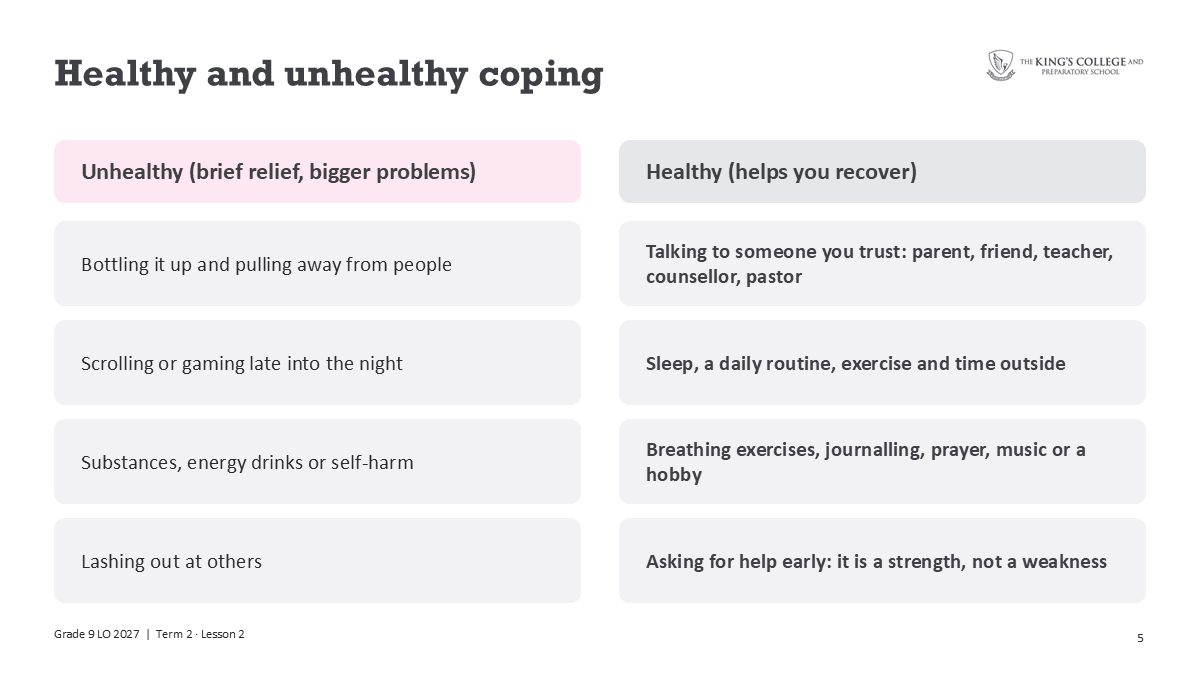 Healthy and unhealthy coping
THE KING'S COLLEGE AND
PREPARATORY SCHOOL
Unhealthy (brief relief, bigger problems)
Healthy (helps you recover)
Bottling it up and pulling away from people
Talking to someone you trust: parent, friend, teacher,
counsellor, pastor
Scrolling or gaming late into the night
Sleep, a daily routine, exercise and time outside
Substances, energy drinks or self-harm
Breathing exercises, journalling, prayer, music or a
hobby
Lashing out at others
Asking for help early: it is a strength, not a weakness
Grade 9 LO 2027 | Term 2 · Lesson 2
5